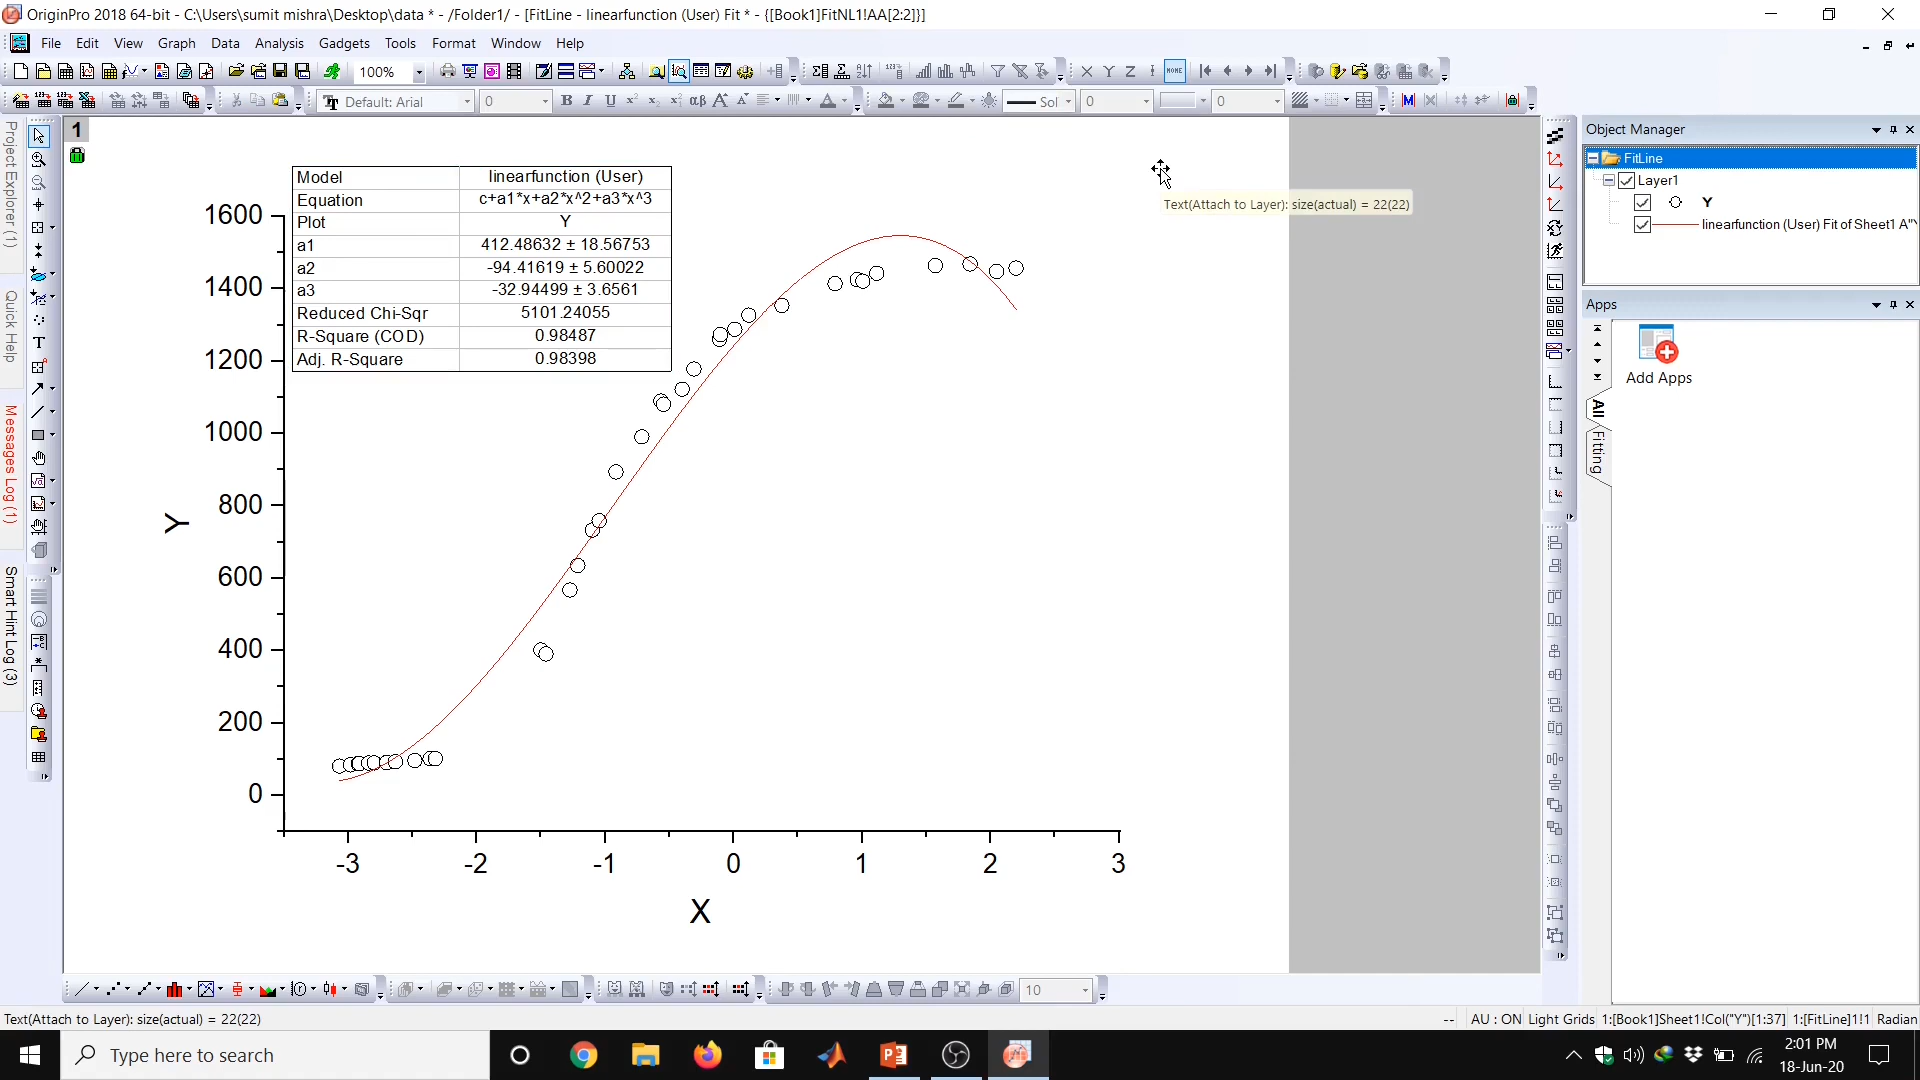 OriginPro 2018 64-bit - C:\Users\sumit mishra\Desktop\data * - /Folder1/ - [FitLine - linearfunction (User) Fit * - {[Book1]FitNL1!AA[2:2]}]
File Edit View Graph Data Analysis Gadgets Tools Format Window Help
100%
Default: Arial 0 B I U αβ Sol 0 0
Project Explorer (1)
Quick Help
Messages Log (1)
Smart Hint Log (3)
1
Model linearfunction (User)
Equation c+a1*x+a2*x^2+a3*x^3
Plot Y
a1 412.48632 ± 18.56753
a2 -94.41619 ± 5.60022
a3 -32.94499 ± 3.6561
Reduced Chi-Sqr 5101.24055
R-Square (COD) 0.98487
Adj. R-Square 0.98398
Text(Attach to Layer): size(actual) = 22(22)
1600
1400
1200
1000
800
600
400
200
0
Y
-3 -2 -1 0 1 2 3
X
Object Manager
FitLine
Layer1
Y
linearfunction (User) Fit of Sheet1 A"
Apps
Add Apps
All
Fitting
10
Text(Attach to Layer): size(actual) = 22(22)
-- AU : ON Light Grids 1:[Book1]Sheet1!Col("Y")[1:37] 1:[FitLine]1!1 Radian
Type here to search
2:01 PM
18-Jun-20